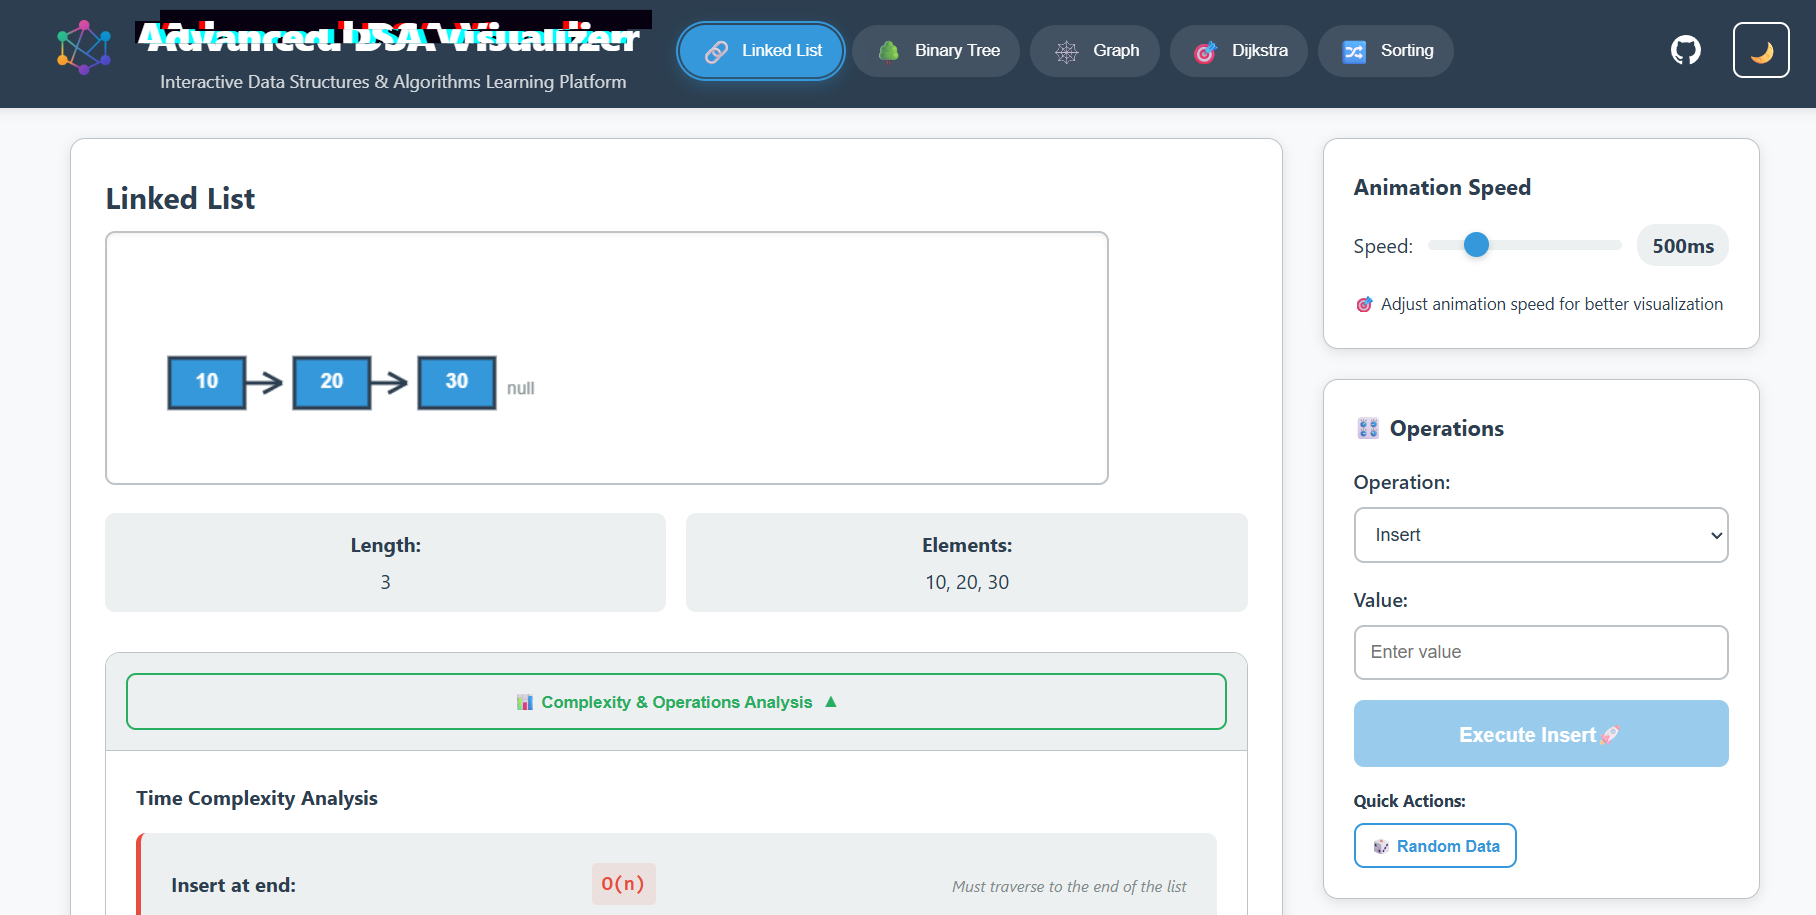 Advanced DSA Visualizer
Interactive Data Structures & Algorithms Learning Platform
Linked List
Binary Tree
Graph
Dijkstra
Sorting
Linked List
10
20
30
null
Length:
3
Elements:
10, 20, 30
Complexity & Operations Analysis ▲
Time Complexity Analysis
Insert at end:
O(n)
Must traverse to the end of the list
Animation Speed
Speed:
500ms
Adjust animation speed for better visualization
Operations
Operation:
Insert
Value:
Enter value
Execute Insert
Quick Actions:
Random Data